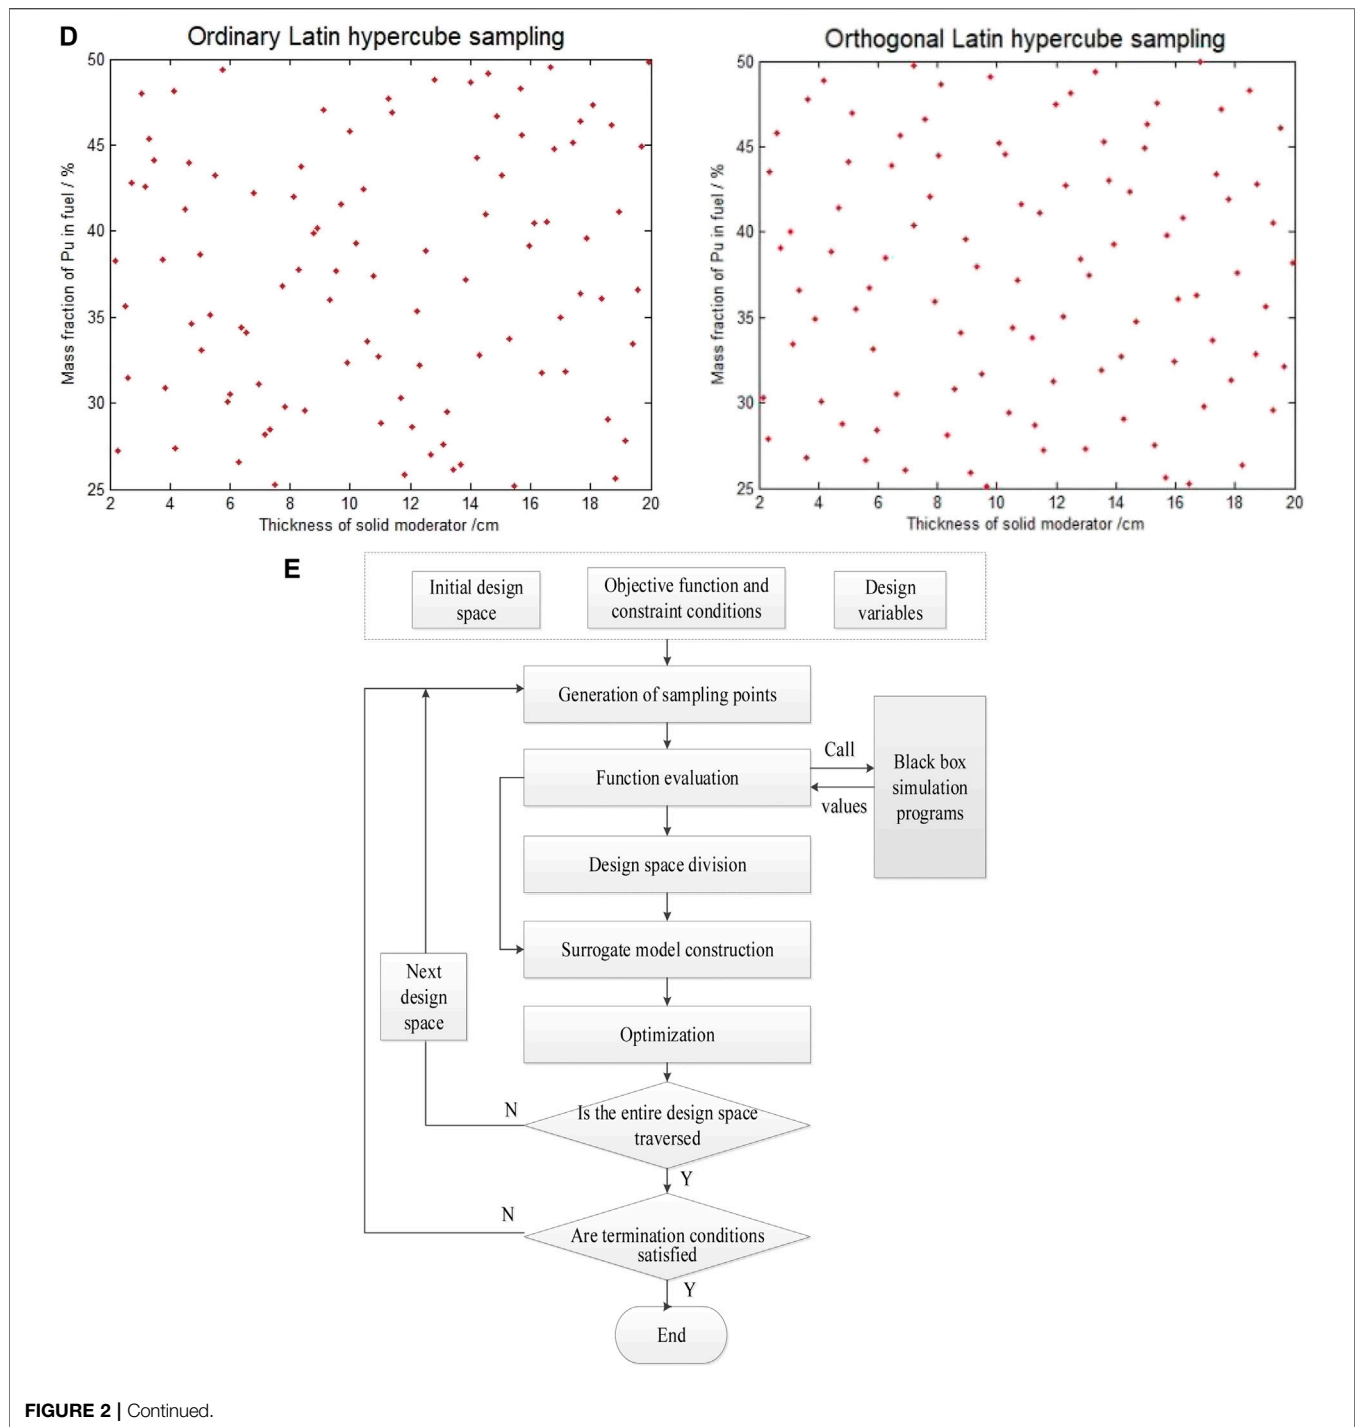 D
Ordinary Latin hypercube sampling
Mass fraction of Pu in fuel / %
50
45
40
35
30
25
2 4 6 8 10 12 14 16 18 20
Thickness of solid moderator /cm
Orthogonal Latin hypercube sampling
Mass fraction of Pu in fuel / %
50
45
40
35
30
25
2 4 6 8 10 12 14 16 18 20
Thickness of solid moderator /cm
E
Initial design
space
Objective function and
constraint conditions
Design
variables
Generation of sampling points
Function evaluation
Call
values
Black box
simulation
programs
Design space division
Surrogate model construction
Next
design
space
Optimization
Is the entire design space
traversed
N
Y
Are termination conditions
satisfied
N
Y
End
FIGURE 2 | Continued.